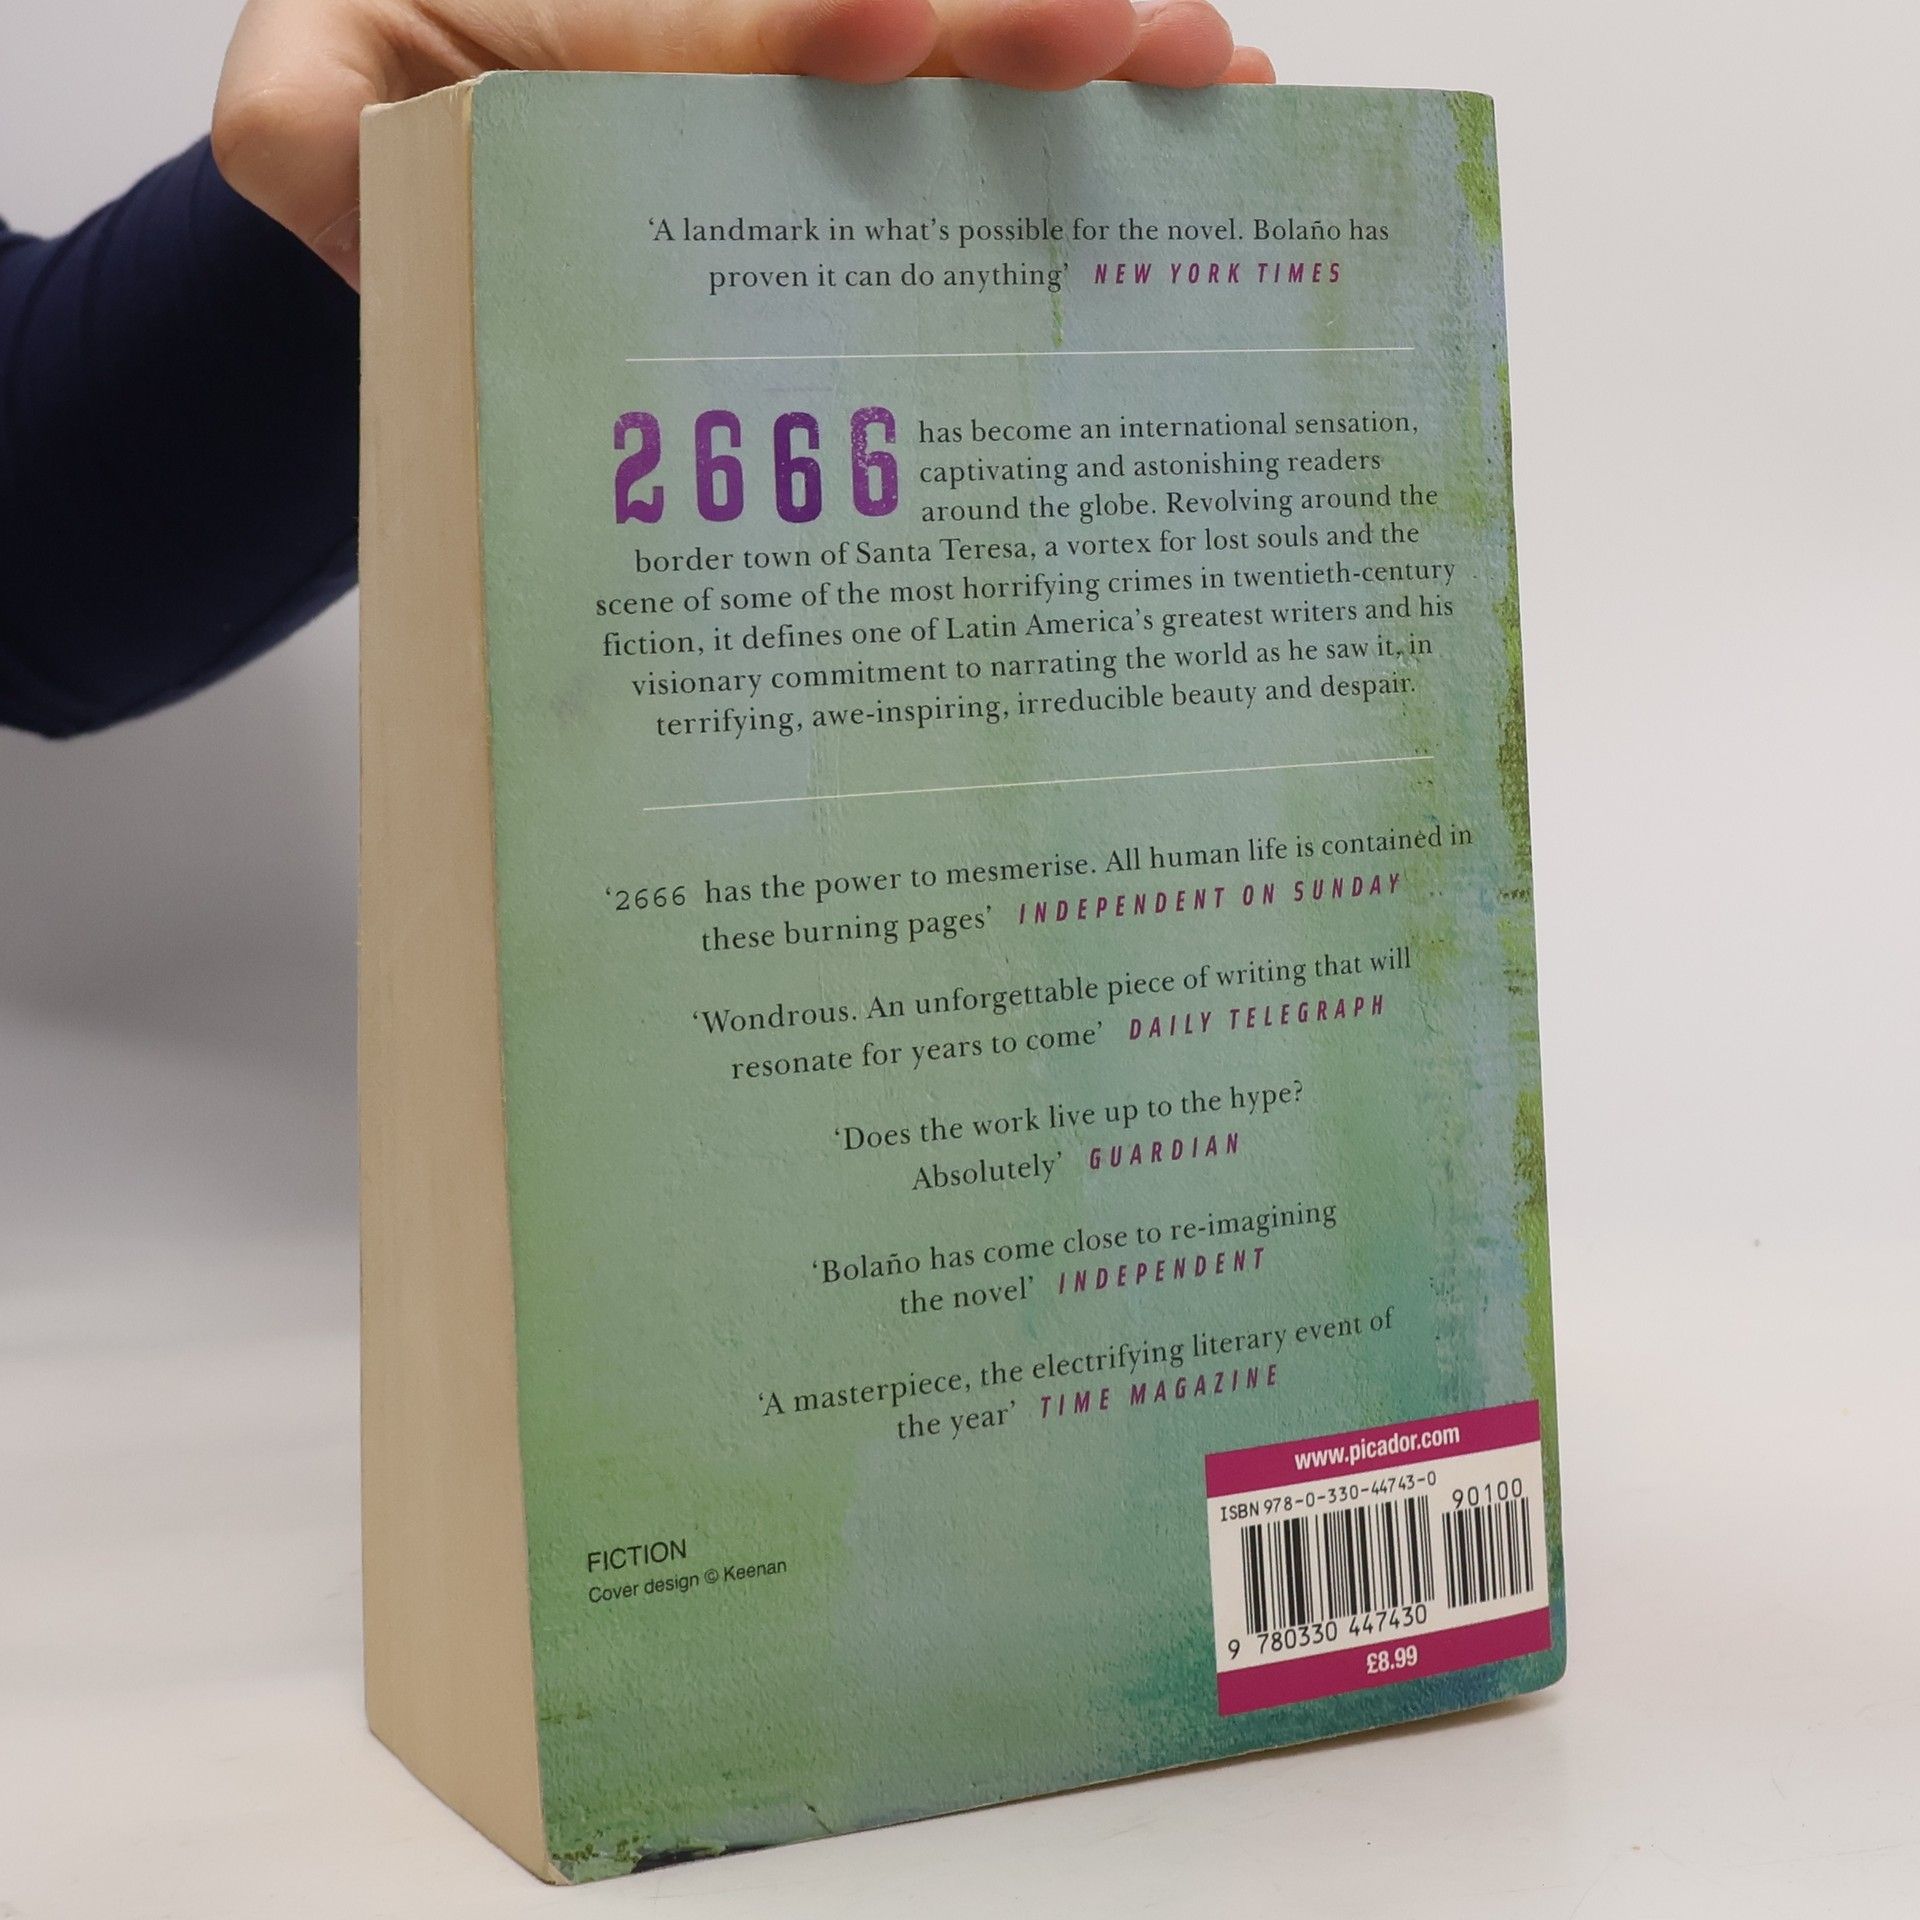 ‘A landmark in what’s possible for the novel. Bolaño has
proven it can do anything’ NEW YORK TIMES
2666 has become an international sensation,
captivating and astonishing readers
around the globe. Revolving around the
border town of Santa Teresa, a vortex for lost souls and the
scene of some of the most horrifying crimes in twentieth-century
fiction, it defines one of Latin America’s greatest writers and his
visionary commitment to narrating the world as he saw it, in
terrifying, awe-inspiring, irreducible beauty and despair.
‘2666 has the power to mesmerise. All human life is contained in
these burning pages’ INDEPENDENT ON SUNDAY
‘Wondrous. An unforgettable piece of writing that will
resonate for years to come’ DAILY TELEGRAPH
‘Does the work live up to the hype?
Absolutely’ GUARDIAN
‘Bolaño has come close to re-imagining
the novel’ INDEPENDENT
‘A masterpiece, the electrifying literary event of
the year’ TIME MAGAZINE
FICTION
Cover design © Keenan
www.picador.com
ISBN 978-0-330-44743-0
90100
9 780330 447430
£8.99